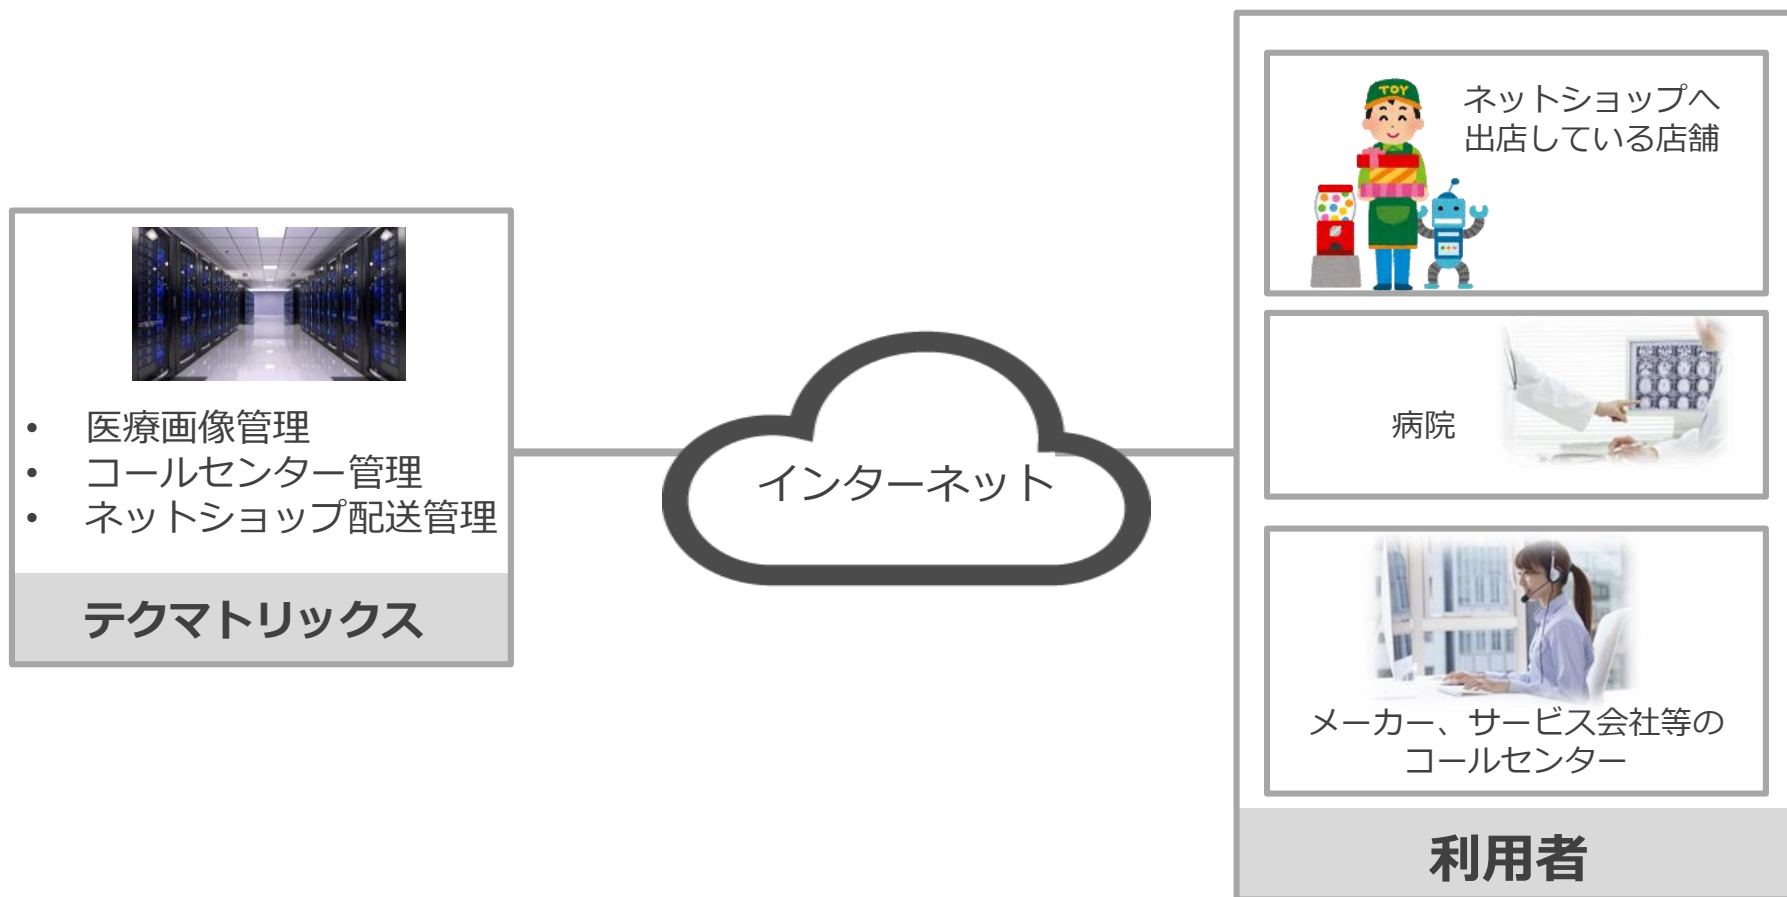 • 医療画像管理
• コールセンター管理
• ネットショップ配送管理
テクマトリックス
インターネット
TOY
ネットショップへ
出店している店舗
病院
メーカー、サービス会社等の
コールセンター
利用者